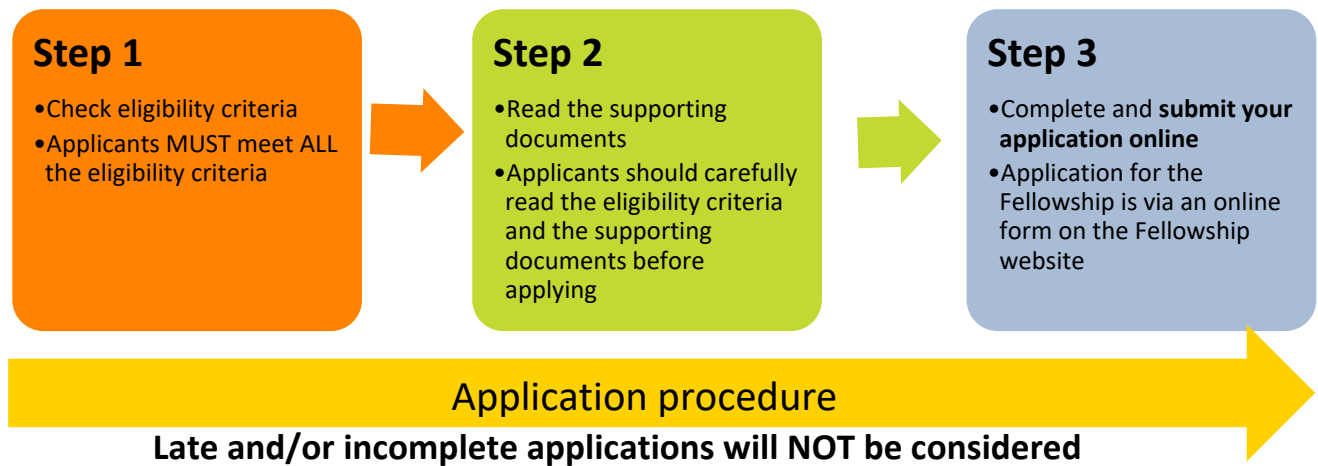 Step 1
•Check eligibility criteria
•Applicants MUST meet ALL
the eligibility criteria
Step 2
•Read the supporting
documents
•Applicants should carefully
read the eligibility criteria
and the supporting
documents before
applying
Step 3
•Complete and submit your
application online
•Application for the
Fellowship is via an online
form on the Fellowship
website
Application procedure
Late and/or incomplete applications will NOT be considered